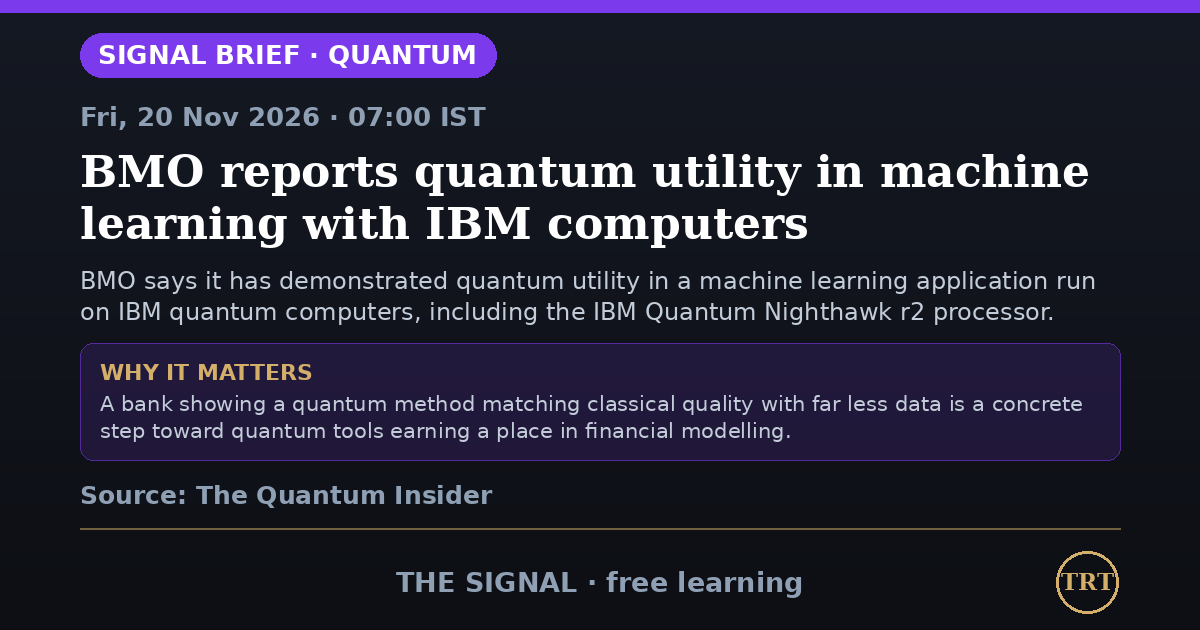 SIGNAL BRIEF · QUANTUM
Fri, 20 Nov 2026 · 07:00 IST
BMO reports quantum utility in machine
learning with IBM computers
BMO says it has demonstrated quantum utility in a machine learning application run
on IBM quantum computers, including the IBM Quantum Nighthawk r2 processor.
WHY IT MATTERS
A bank showing a quantum method matching classical quality with far less data is a concrete
step toward quantum tools earning a place in financial modelling.
Source: The Quantum Insider
THE SIGNAL · free learning
TRT